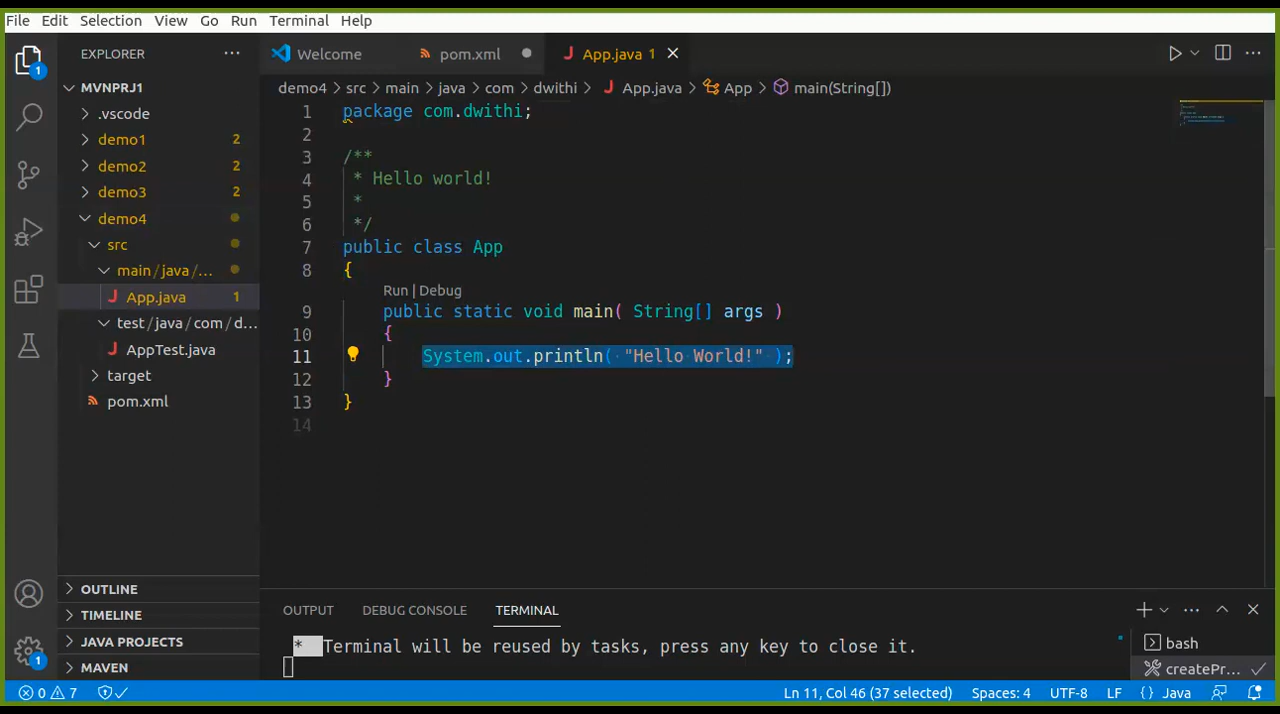 File Edit Selection View Go Run Terminal Help
EXPLORER ...
Welcome pom.xml App.java 1
1
MVNPRJ1
demo4 > src > main > java > com > dwithi > App.java > App > main(String[])
.vscode
demo1 2
demo2 2
demo3 2
demo4
src
main/java/...
App.java 1
test/java/com/d...
AppTest.java
target
pom.xml
1 package com.dwithi;
2
3 /**
4 * Hello world!
5 *
6 */
7 public class App
8 {
Run | Debug
9 public static void main( String[] args )
10 {
11 System.out.println( "Hello World!" );
12 }
13 }
14
OUTLINE
TIMELINE
JAVA PROJECTS
MAVEN
1
OUTPUT DEBUG CONSOLE TERMINAL
* Terminal will be reused by tasks, press any key to close it.
bash
createPr...
0 7 Ln 11, Col 46 (37 selected) Spaces: 4 UTF-8 LF {} Java